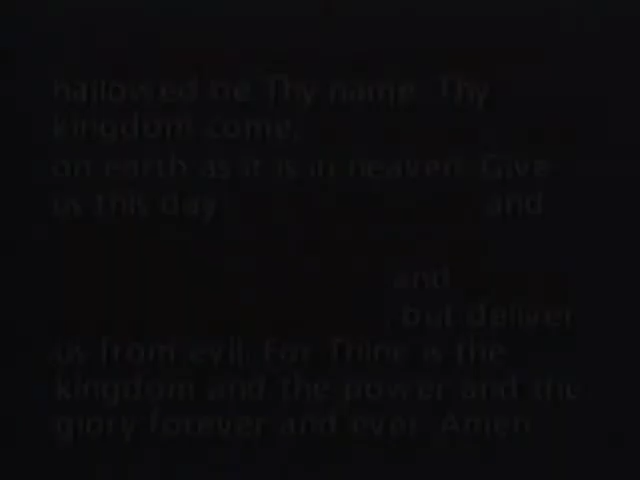 hallowed be Thy name. Thy
kingdom come,
on earth as it is in heaven. Give
us this day and
and
but deliver
us from evil. For Thine is the
kingdom and the power and the
glory forever and ever. Amen.